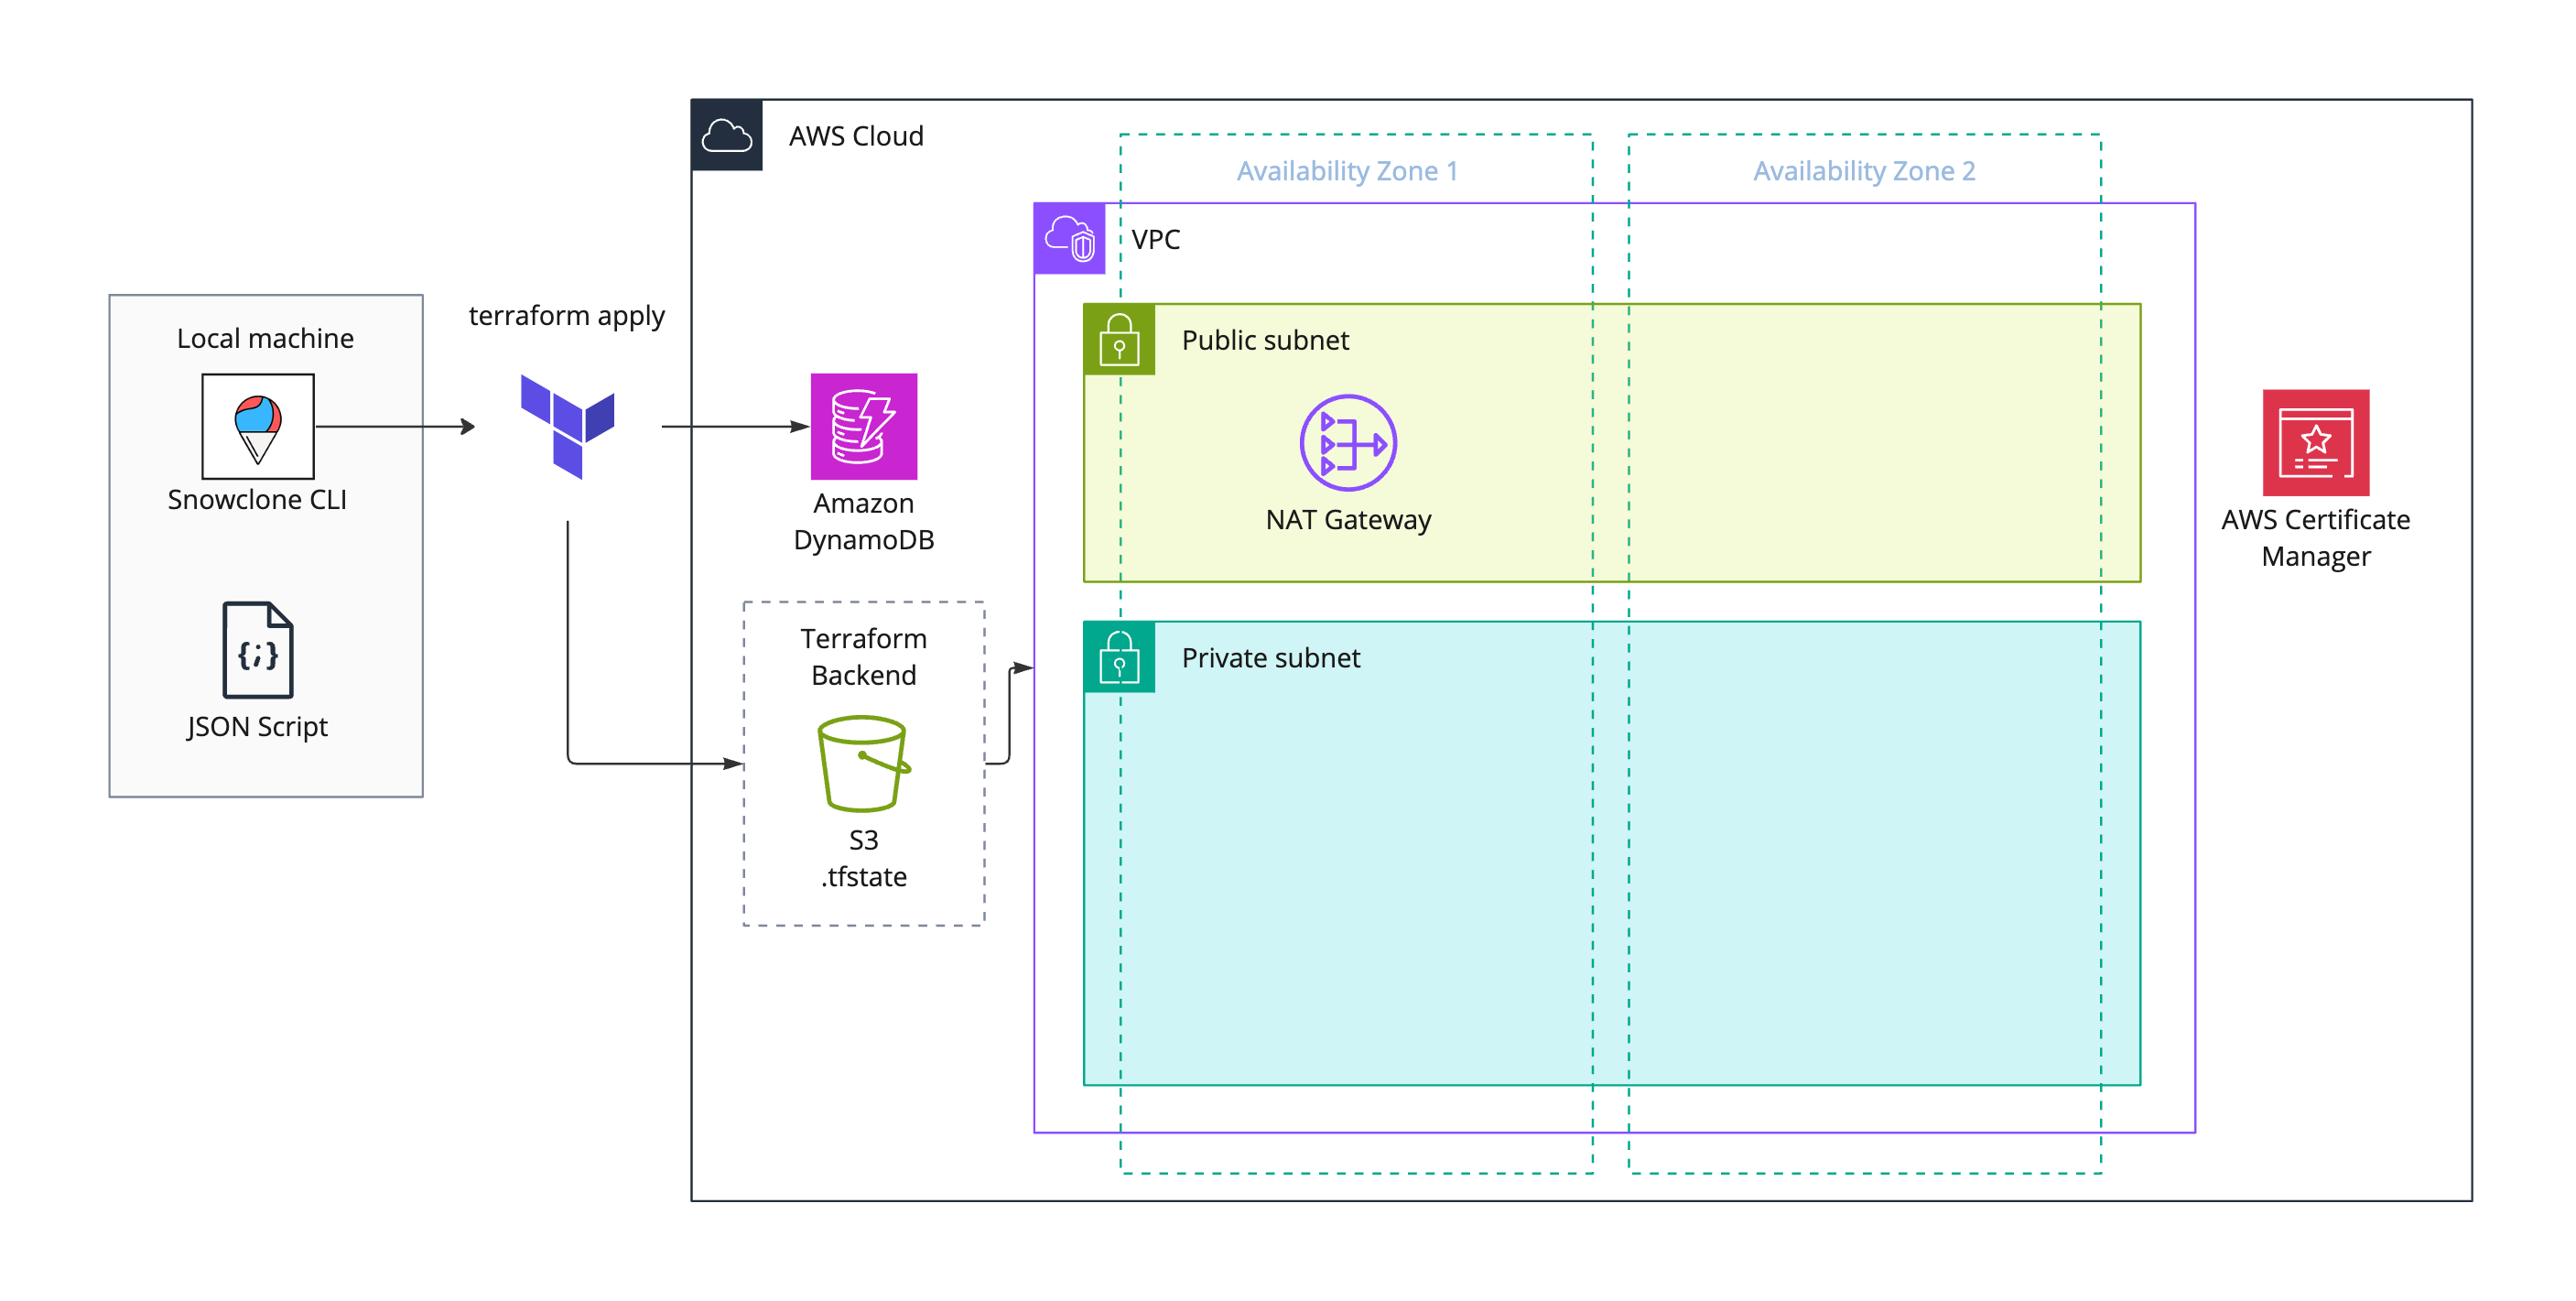 AWS Cloud
Availability Zone 1
Availability Zone 2
VPC
Local machine
Snowclone CLI
{;}
JSON Script
terraform apply
Amazon
DynamoDB
Terraform
Backend
S3
.tfstate
Public subnet
NAT Gateway
Private subnet
AWS Certificate
Manager